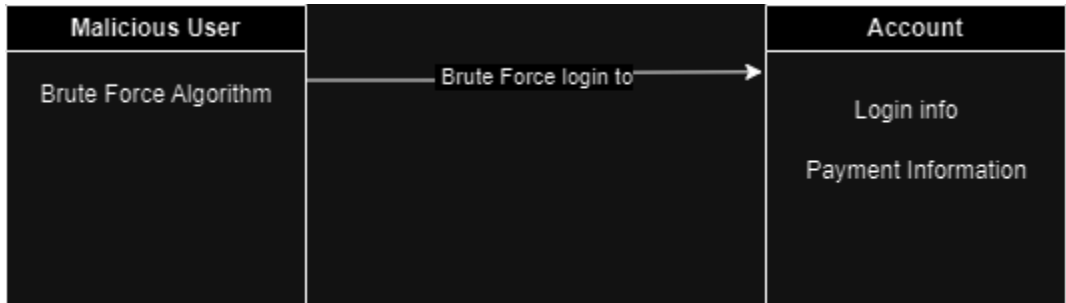 Malicious User
Brute Force Algorithm
Brute Force login to
Account
Login info
Payment Information